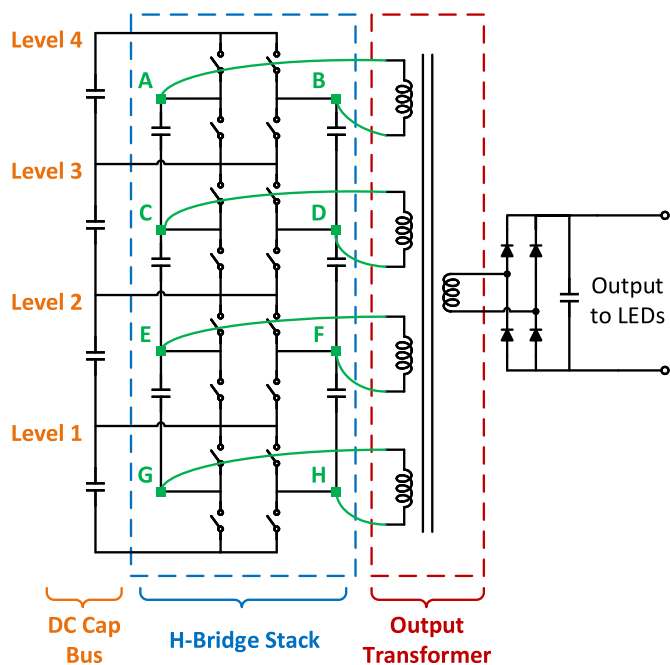 Level 4
A
B
Level 3
C
D
Level 2
E
F
Level 1
G
H
Output
to LEDs
DC Cap
Bus
H-Bridge Stack
Output
Transformer